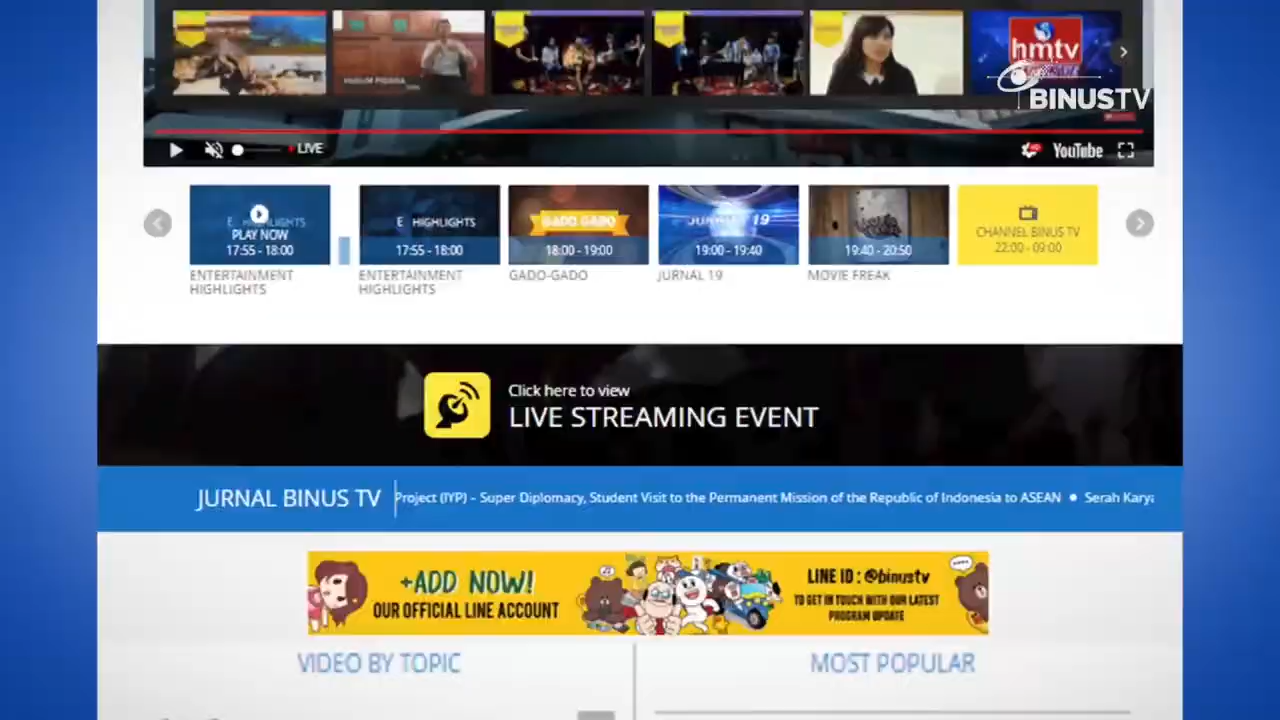 hmtv
BINUSTV
LIVE
YouTube
E HIGHLIGHTS
PLAY NOW
17:55 - 18:00
E HIGHLIGHTS
17:55 - 18:00
GADO GADO
18:00 - 19:00
JURNAL 19
19:00 - 19:40
19:40 - 20:50
CHANNEL BINUS TV
22:00 - 09:00
ENTERTAINMENT
HIGHLIGHTS
ENTERTAINMENT
HIGHLIGHTS
GADO-GADO
JURNAL 19
MOVIE FREAK
Click here to view
LIVE STREAMING EVENT
JURNAL BINUS TV
Project (IYP) – Super Diplomacy, Student Visit to the Permanent Mission of the Republic of Indonesia to ASEAN • Serah Karya
+ADD NOW!
OUR OFFICIAL LINE ACCOUNT
LINE ID : @binustv
TO GET IN TOUCH WITH OUR LATEST
PROGRAM UPDATE
VIDEO BY TOPIC
MOST POPULAR